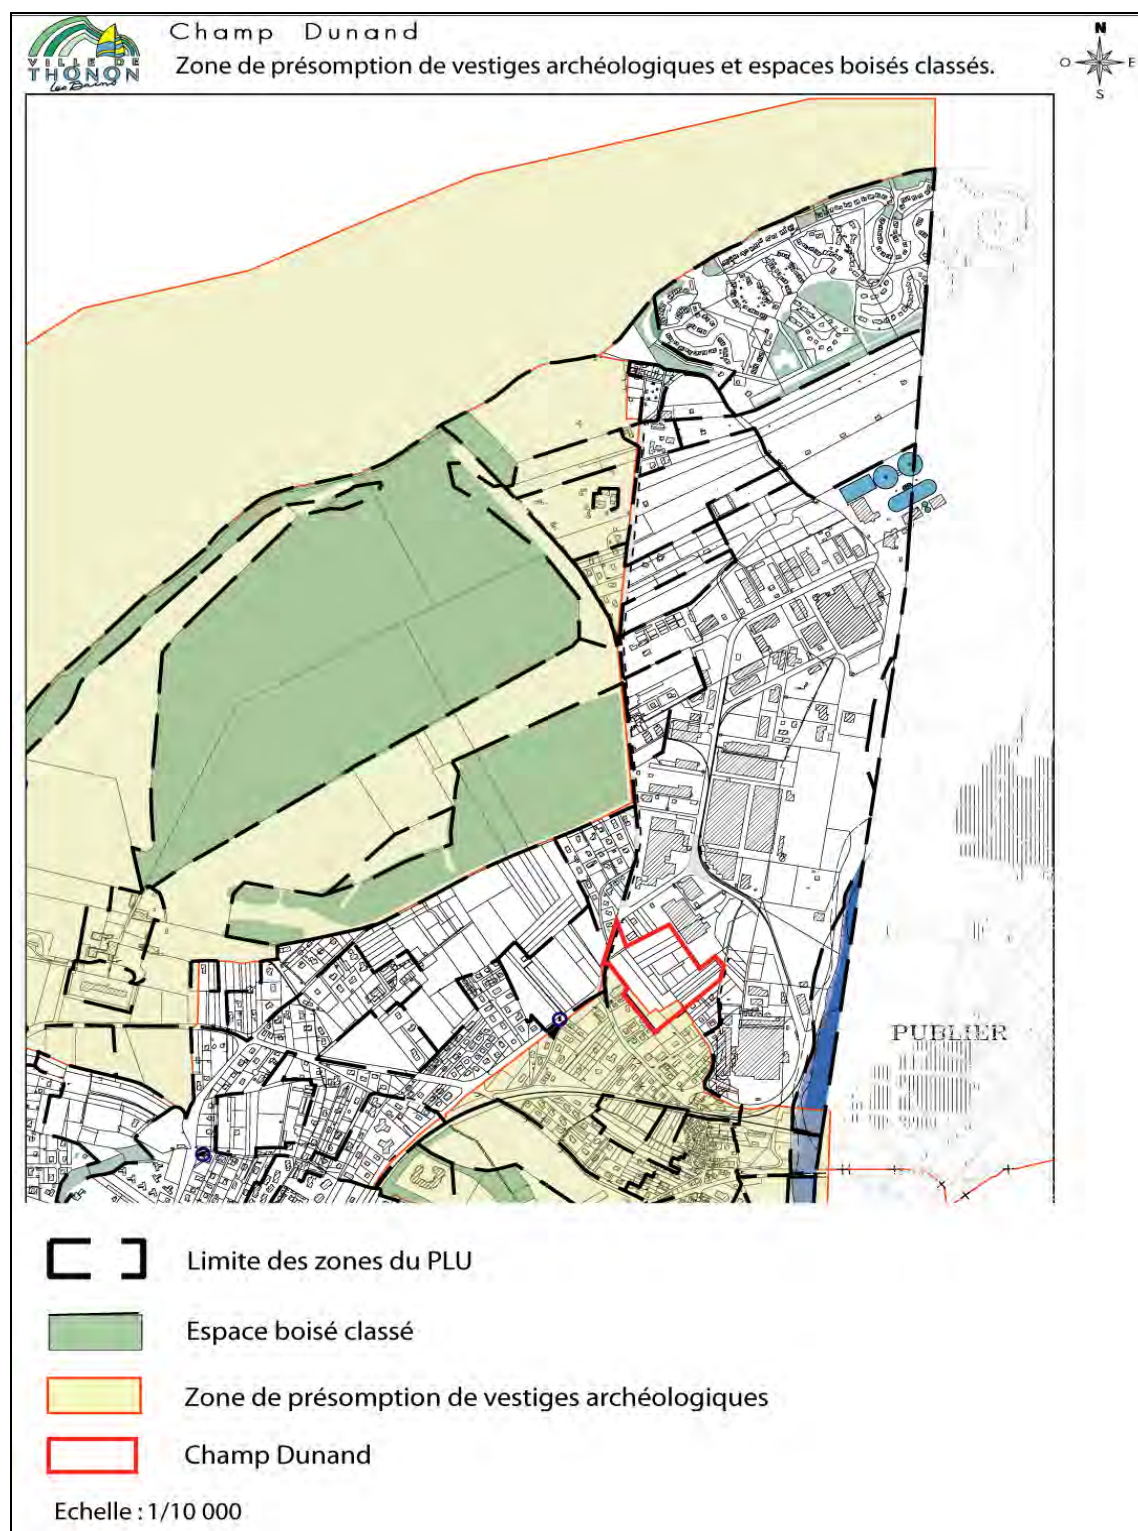 Champ Dunand
Zone de présomption de vestiges archéologiques et espaces boisés classés.
VILLE DE
THONON
les Bains
N
O
E
S
PUBLIER
Limite des zones du PLU
Espace boisé classé
Zone de présomption de vestiges archéologiques
Champ Dunand
Echelle : 1/10 000